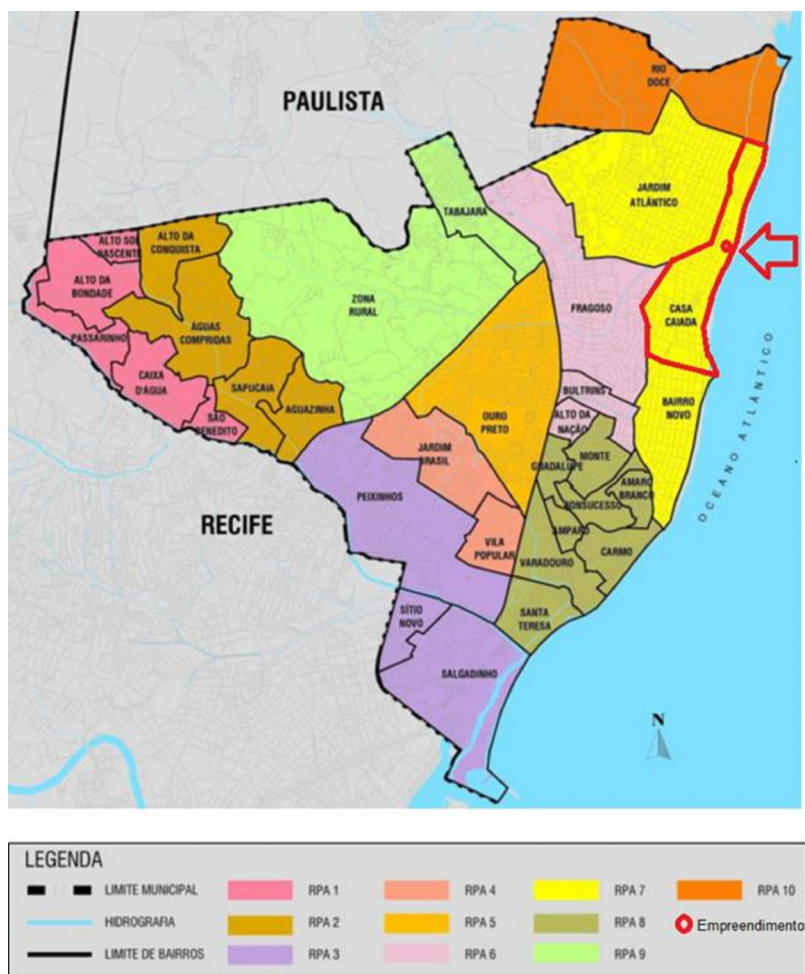 RIO
DOCE
PAULISTA
JARDIM
ATLÂNTICO
TABAJARA
ALTO SOL
NASCENTE
ALTO DA
CONQUISTA
ALTO DA
BONDADE
ZONA
RURAL
FRAGOSO
CASA
CAIADA
ÁGUAS
COMPRIDAS
PASSARINHO
CAIXA
D'ÁGUA
SAPUCAIA
AGUAZINHA
SÃO
BENEDITO
BULTRINS
ALTO DA
NAÇÃO
BAIRRO
NOVO
OURO
PRETO
JARDIM
BRASIL
GUADALUPE
MONTE
AMARO
BRANCO
BONSUCESSO
OCEANO ATLÂNTICO
PEIXINHOS
RECIFE
AMPARO
VILA
POPULAR
VARADOURO
CARMO
SÍTIO
NOVO
SANTA
TERESA
SALGADINHO
N
LEGENDA
LIMITE MUNICIPAL RPA 1 RPA 4 RPA 7 RPA 10
HIDROGRAFIA RPA 2 RPA 5 RPA 8 Empreendimento
LIMITE DE BAIRROS RPA 3 RPA 6 RPA 9